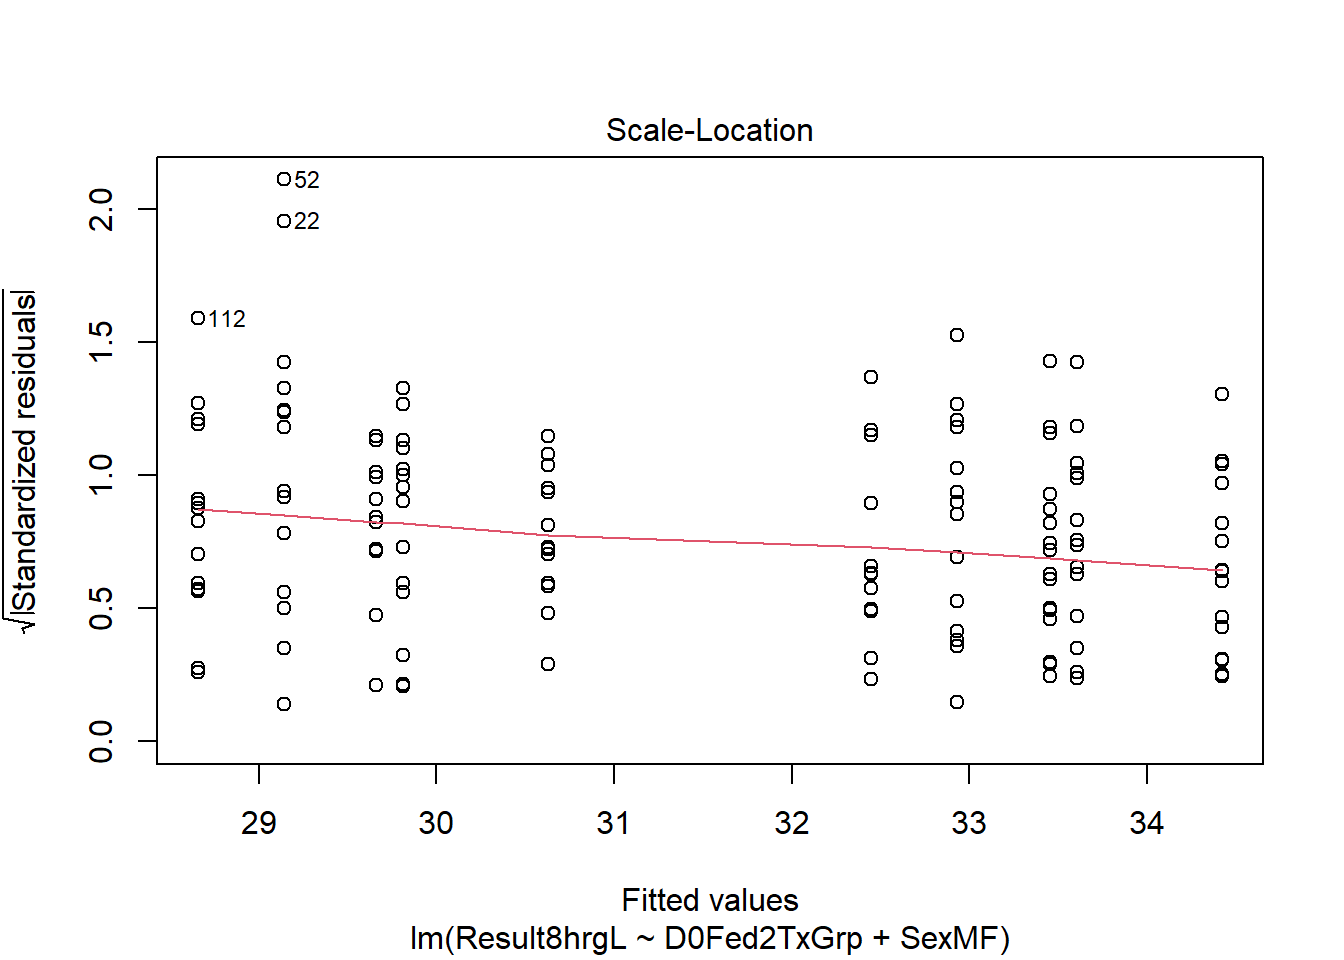 Scale-Location
√|Standardized residuals|
2.0
1.5
1.0
0.5
0.0
52
22
112
29 30 31 32 33 34
Fitted values
lm(Result8hrgL ~ D0Fed2TxGrp + SexMF)